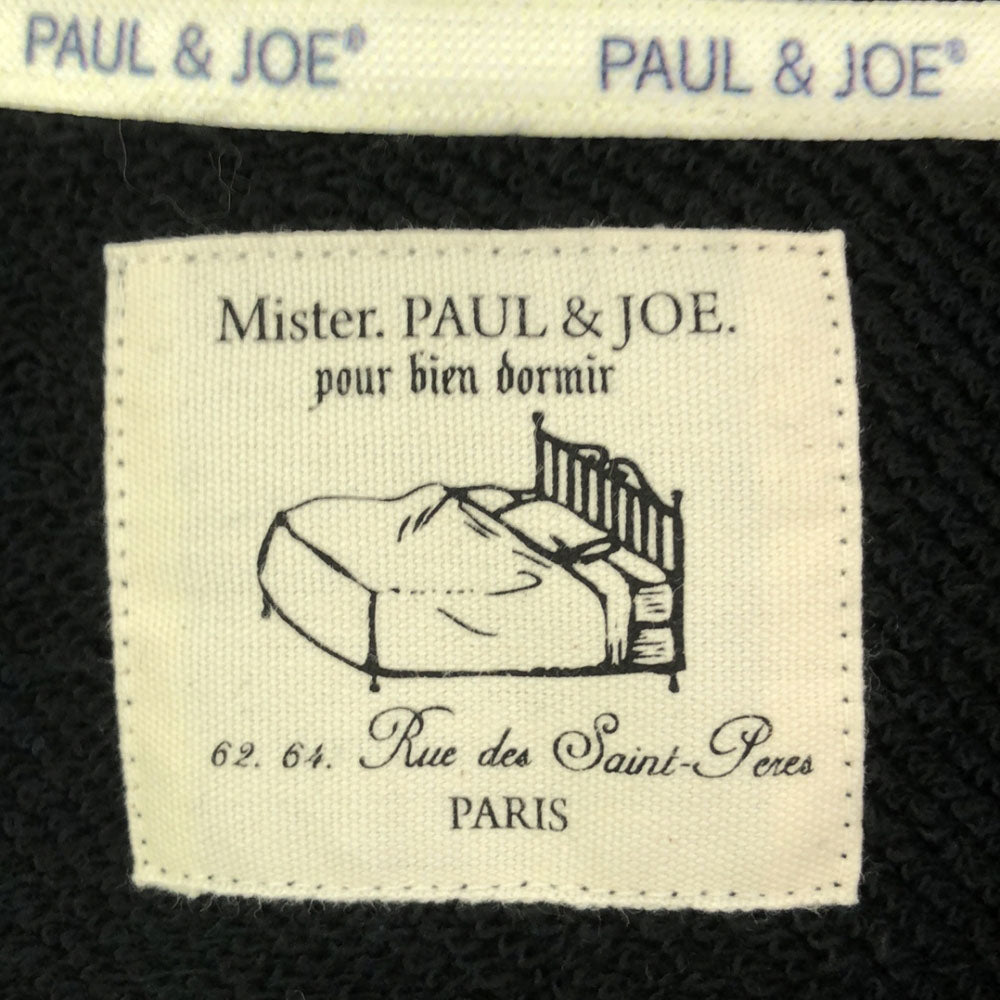 PAUL & JOE® PAUL & JOE®
Mister. PAUL & JOE.
pour bien dormir
62. 64. Rue des Saint-Peres
PARIS